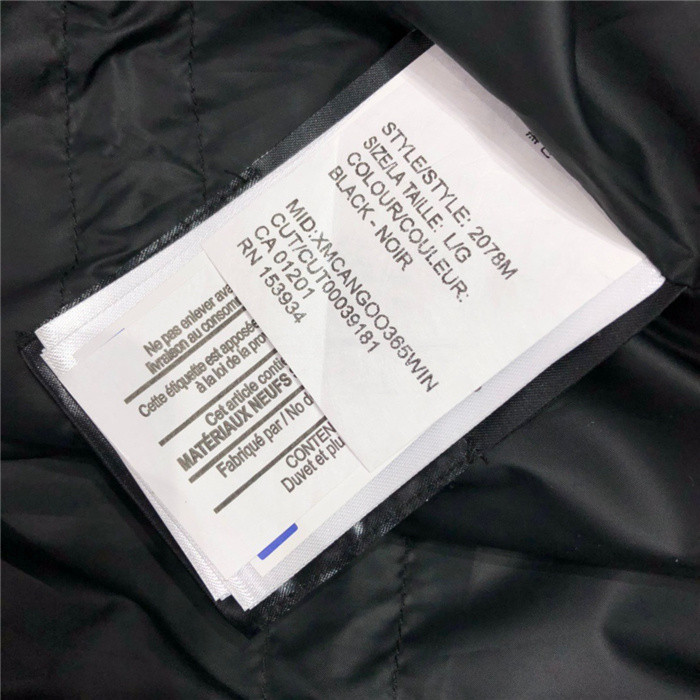 STYLE/STYLE: 2078M
SIZE/LA TAILLE: L/G
COLOUR/COULEUR:
BLACK - NOIR
MID:XMCANGOO365WIN
CUT/CUT00039181
CA 01201
RN 153934
Ne pas enlever ava
livraison au consom
Cette étiquette est apposée
à la loi de la pro
Cet article conti
MATÉRIAUX NEUFS
Fabriqué par / No d
CONTEN
Duvet et plu